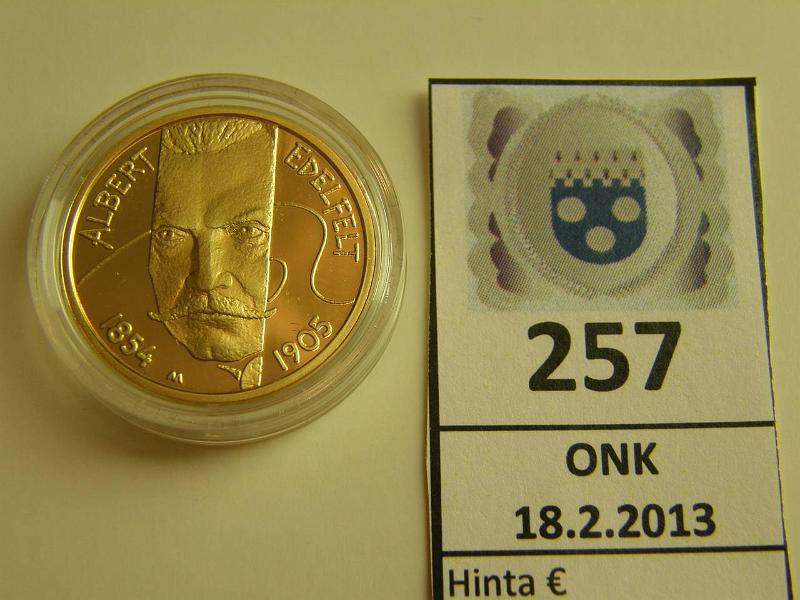 ALBERT
EDELFELT
1854
M
1905
257
ONK
18.2.2013
Hinta €